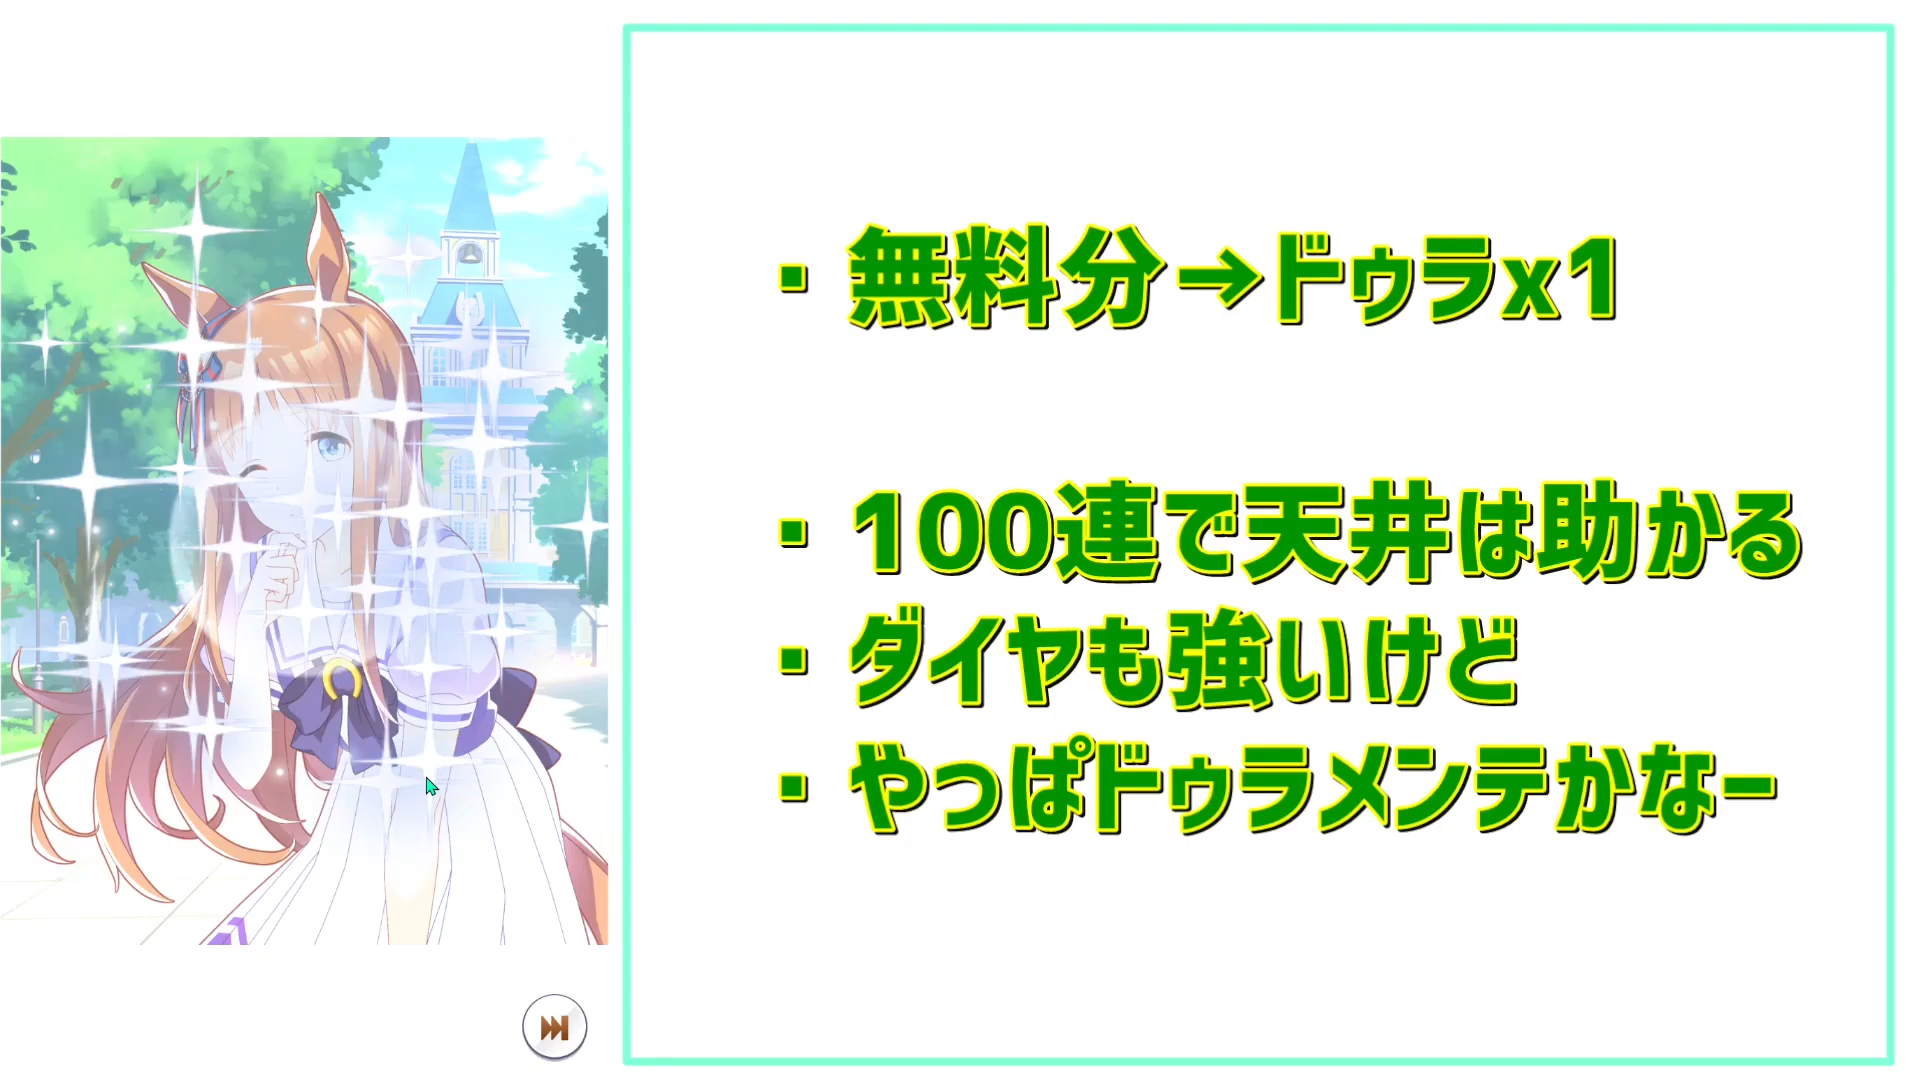 ・無料分→ドゥラx1
・100連で天井は助かる
・ダイヤも強いけど
・やっぱドゥラメンテかなー